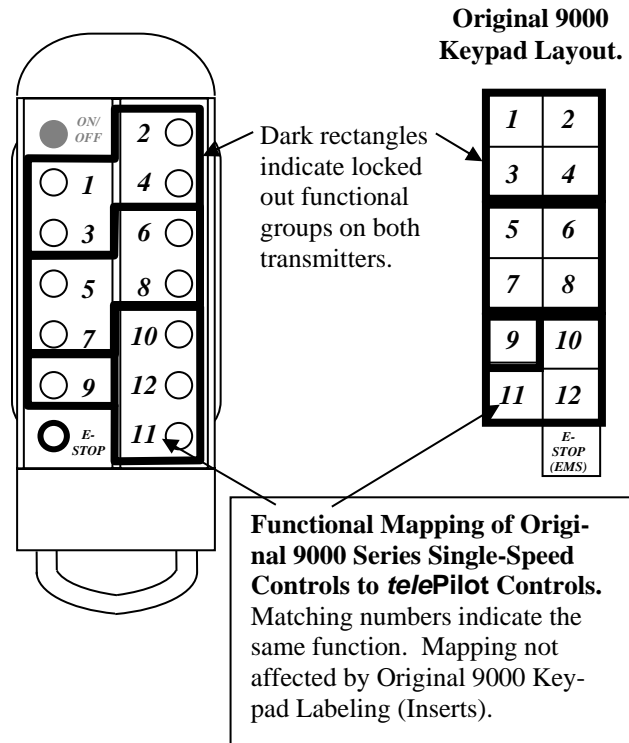 Original 9000
Keypad Layout.
ON/
OFF
2
4
1
3
6
8
5
7
10
12
11
9
E-
STOP
Dark rectangles
indicate locked
out functional
groups on both
transmitters.
1 2
3 4
5 6
7 8
9 10
11 12
E-
STOP
(EMS)
Functional Mapping of Origi-
nal 9000 Series Single-Speed
Controls to telePilot Controls.
Matching numbers indicate the
same function. Mapping not
affected by Original 9000 Key-
pad Labeling (Inserts).